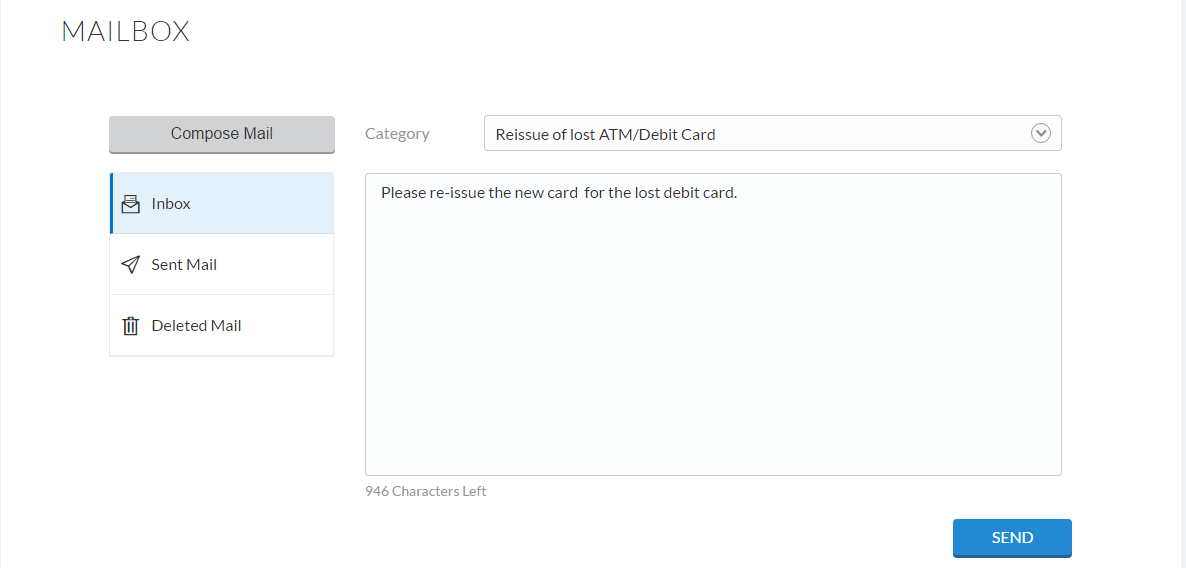 MAILBOX
Compose Mail
Category
Reissue of lost ATM/Debit Card
Inbox
Sent Mail
Deleted Mail
Please re-issue the new card  for the lost debit card.
946 Characters Left
SEND